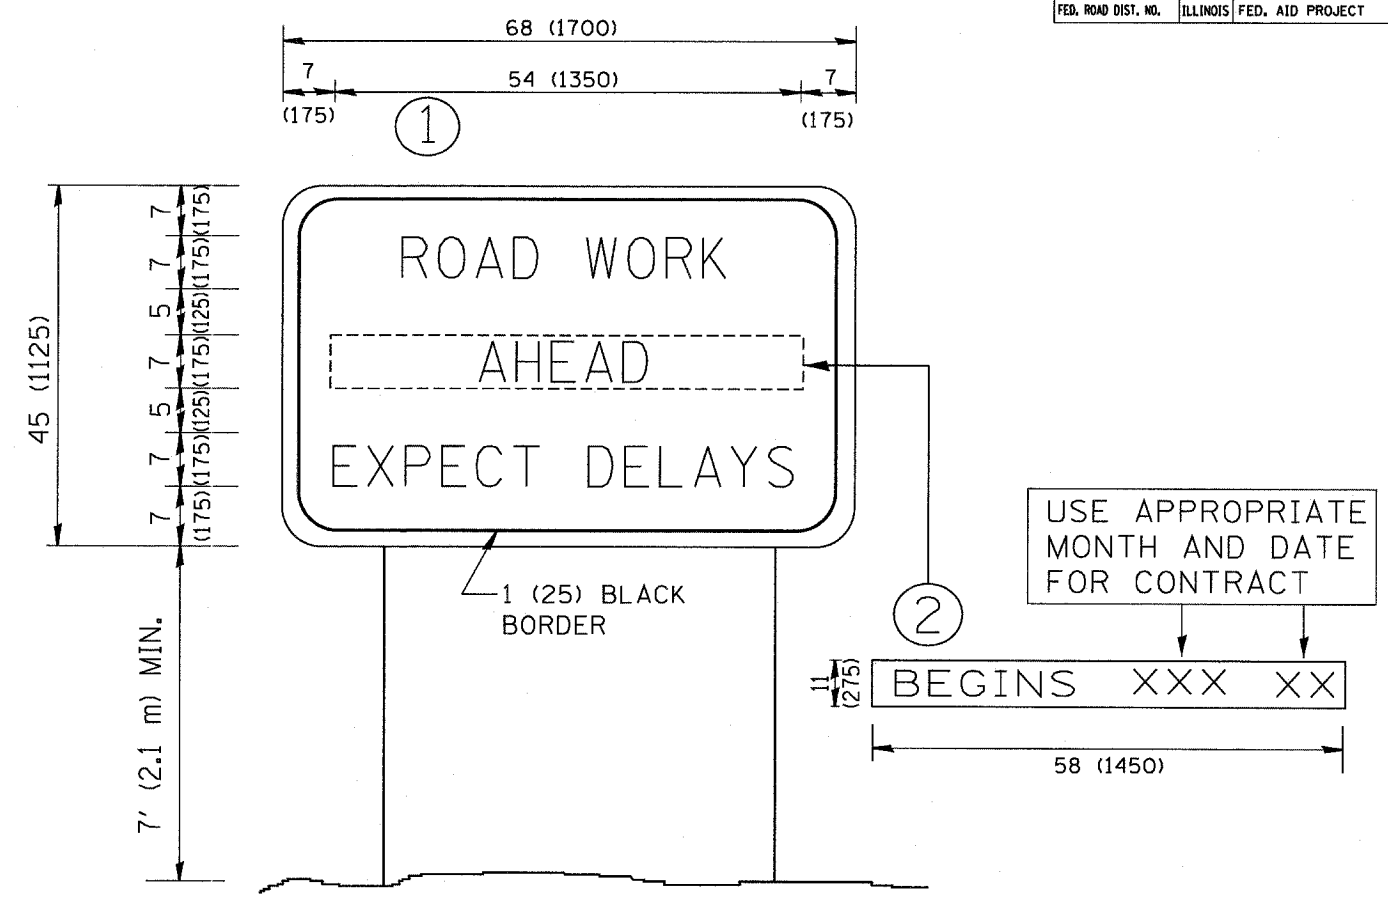 FED. ROAD DIST. NO. ILLINOIS FED. AID PROJECT
68 (1700)
7 54 (1350) 7
(175) (175)
1
45 (1125)
7 (175)
7 (175)
5 (125)
7 (175)
5 (125)
7 (175)
7 (175)
ROAD WORK
AHEAD
EXPECT DELAYS
1 (25) BLACK
BORDER
7' (2.1 m) MIN.
2
USE APPROPRIATE
MONTH AND DATE
FOR CONTRACT
11 (275)
BEGINS XXX XX
58 (1450)